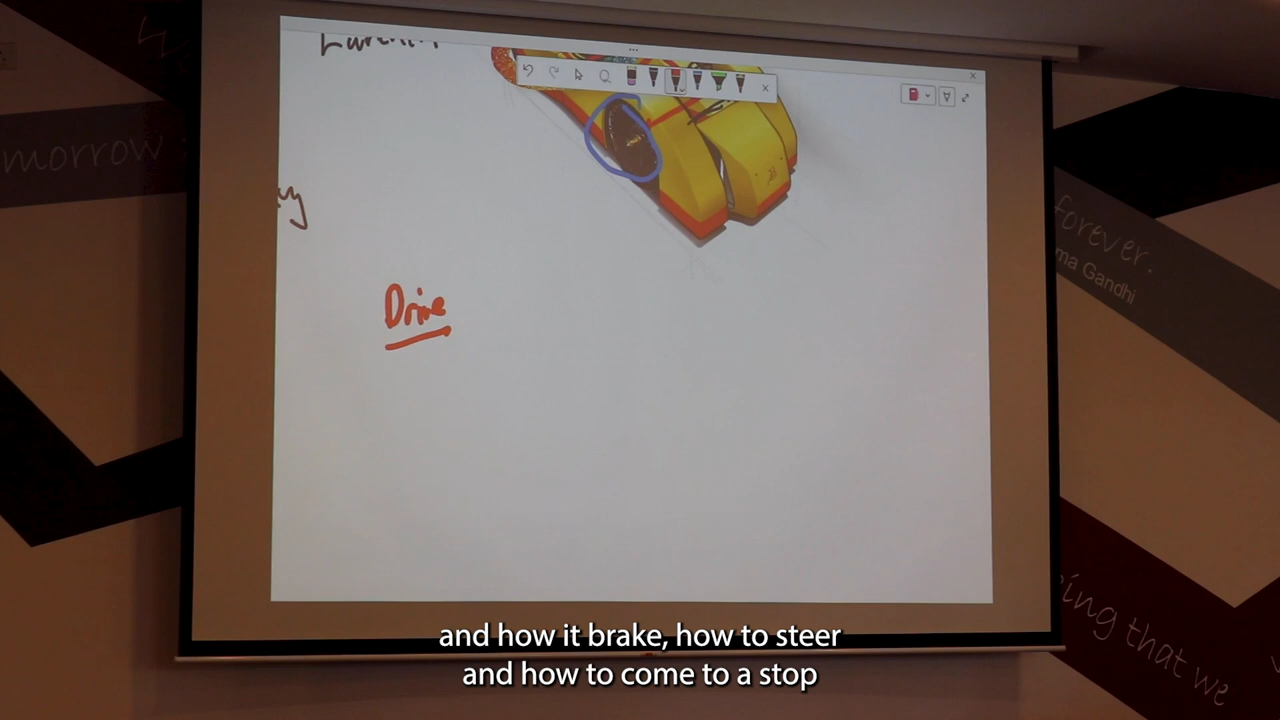 morrow
forever.
ma Gandhi
Drive
ing that we
and how it brake, how to steer
and how to come to a stop